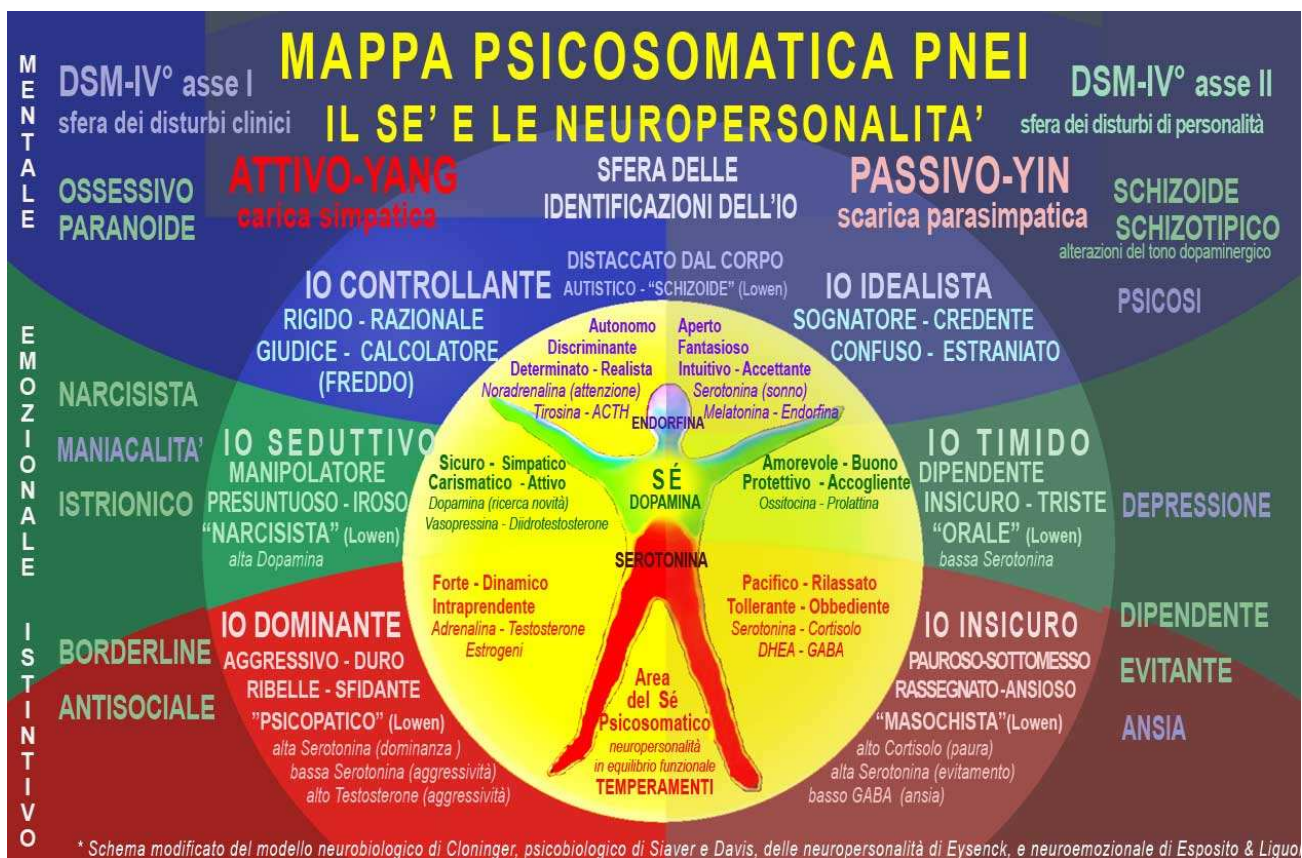 MAPPA PSICOSOMATICA PNEI
IL SE' E LE NEUROPERSONALITA'
MENTALE
EMOZIONALE
ISTINTIVO
DSM-IV° asse I
sfera dei disturbi clinici
DSM-IV° asse II
sfera dei disturbi di personalità
ATTIVO-YANG
carica simpatica
SFERA DELLE
IDENTIFICAZIONI DELL'IO
PASSIVO-YIN
scarica parasimpatica
OSSESSIVO
PARANOIDE
SCHIZOIDE
SCHIZOTIPICO
alterazioni del tono dopaminergico
PSICOSI
DISTACCATO DAL CORPO
AUTISTICO - "SCHIZOIDE" (Lowen)
IO CONTROLLANTE
RIGIDO - RAZIONALE
GIUDICE - CALCOLATORE
(FREDDO)
IO IDEALISTA
SOGNATORE - CREDENTE
CONFUSO - ESTRANIATO
Autonomo
Discriminante
Determinato - Realista
Noradrenalina (attenzione)
Tirosina - ACTH
Aperto
Fantasioso
Intuitivo - Accettante
Serotonina (sonno)
Melatonina - Endorfina
ENDORFINA
NARCISISTA
MANIACALITA'
ISTRIONICO
IO SEDUTTIVO
MANIPOLATORE
PRESUNTUOSO - IROSO
"NARCISISTA" (Lowen)
alta Dopamina
Sicuro - Simpatico
Carismatico - Attivo
Dopamina (ricerca novità)
Vasopressina - Diidrotestosterone
SÉ
DOPAMINA
Amorevole - Buono
Protettivo - Accogliente
Ossitocina - Prolattina
IO TIMIDO
DIPENDENTE
INSICURO - TRISTE
"ORALE" (Lowen)
bassa Serotonina
DEPRESSIONE
SEROTONINA
BORDERLINE
ANTISOCIALE
IO DOMINANTE
AGGRESSIVO - DURO
RIBELLE - SFIDANTE
"PSICOPATICO" (Lowen)
alta Serotonina (dominanza )
bassa Serotonina (aggressività)
alto Testosterone (aggressività)
Forte - Dinamico
Intraprendente
Adrenalina - Testosterone
Estrogeni
Pacifico - Rilassato
Tollerante - Obbediente
Serotonina - Cortisolo
DHEA - GABA
Area
del Sé
Psicosomatico
neuropersonalità
in equilibrio funzionale
TEMPERAMENTI
IO INSICURO
PAUROSO-SOTTOMESSO
RASSEGNATO-ANSIOSO
"MASOCHISTA"(Lowen)
alto Cortisolo (paura)
alta Serotonina (evitamento)
basso GABA (ansia)
DIPENDENTE
EVITANTE
ANSIA
* Schema modificato del modello neurobiologico di Cloninger, psicobiologico di Siaver e Davis, delle neuropersonalità di Eysenck, e neuroemozionale di Esposito & Liguor